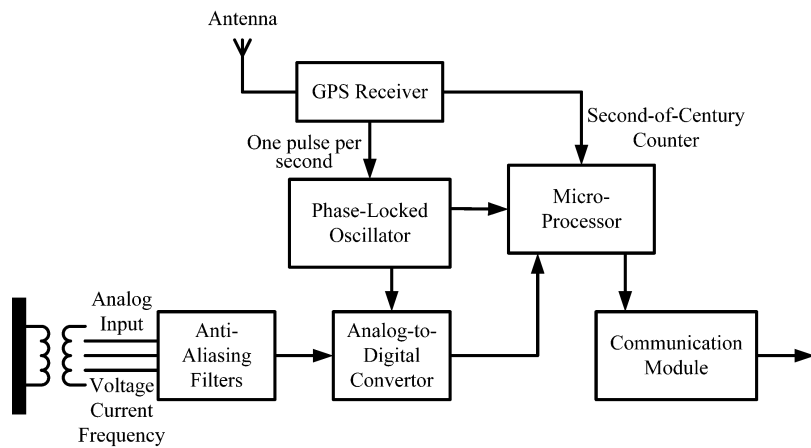 Antenna
GPS Receiver
Second-of-Century
Counter
One pulse per
second
Phase-Locked
Oscillator
Micro-
Processor
Analog
Input
Anti-
Aliasing
Filters
Analog-to-
Digital
Convertor
Communication
Module
Voltage
Current
Frequency